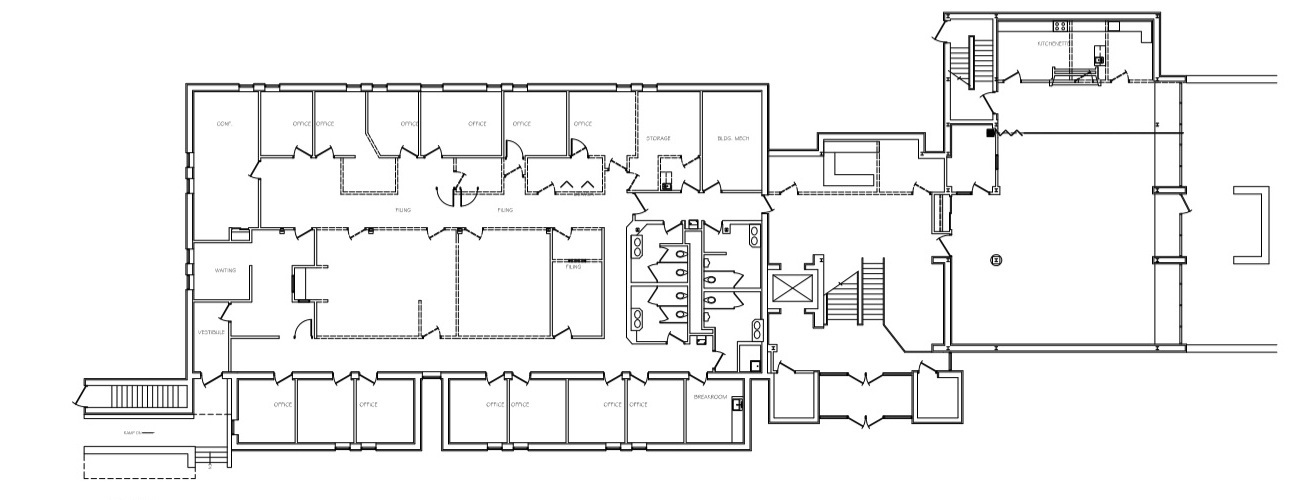 KITCHENETTE
CONF.
OFFICE
OFFICE
OFFICE
OFFICE
OFFICE
OFFICE
STORAGE
BLDG. MECH
FILING
FILING
WAITING
FILING
VESTIBULE
OFFICE
OFFICE
OFFICE
OFFICE
OFFICE
OFFICE
BREAKROOM